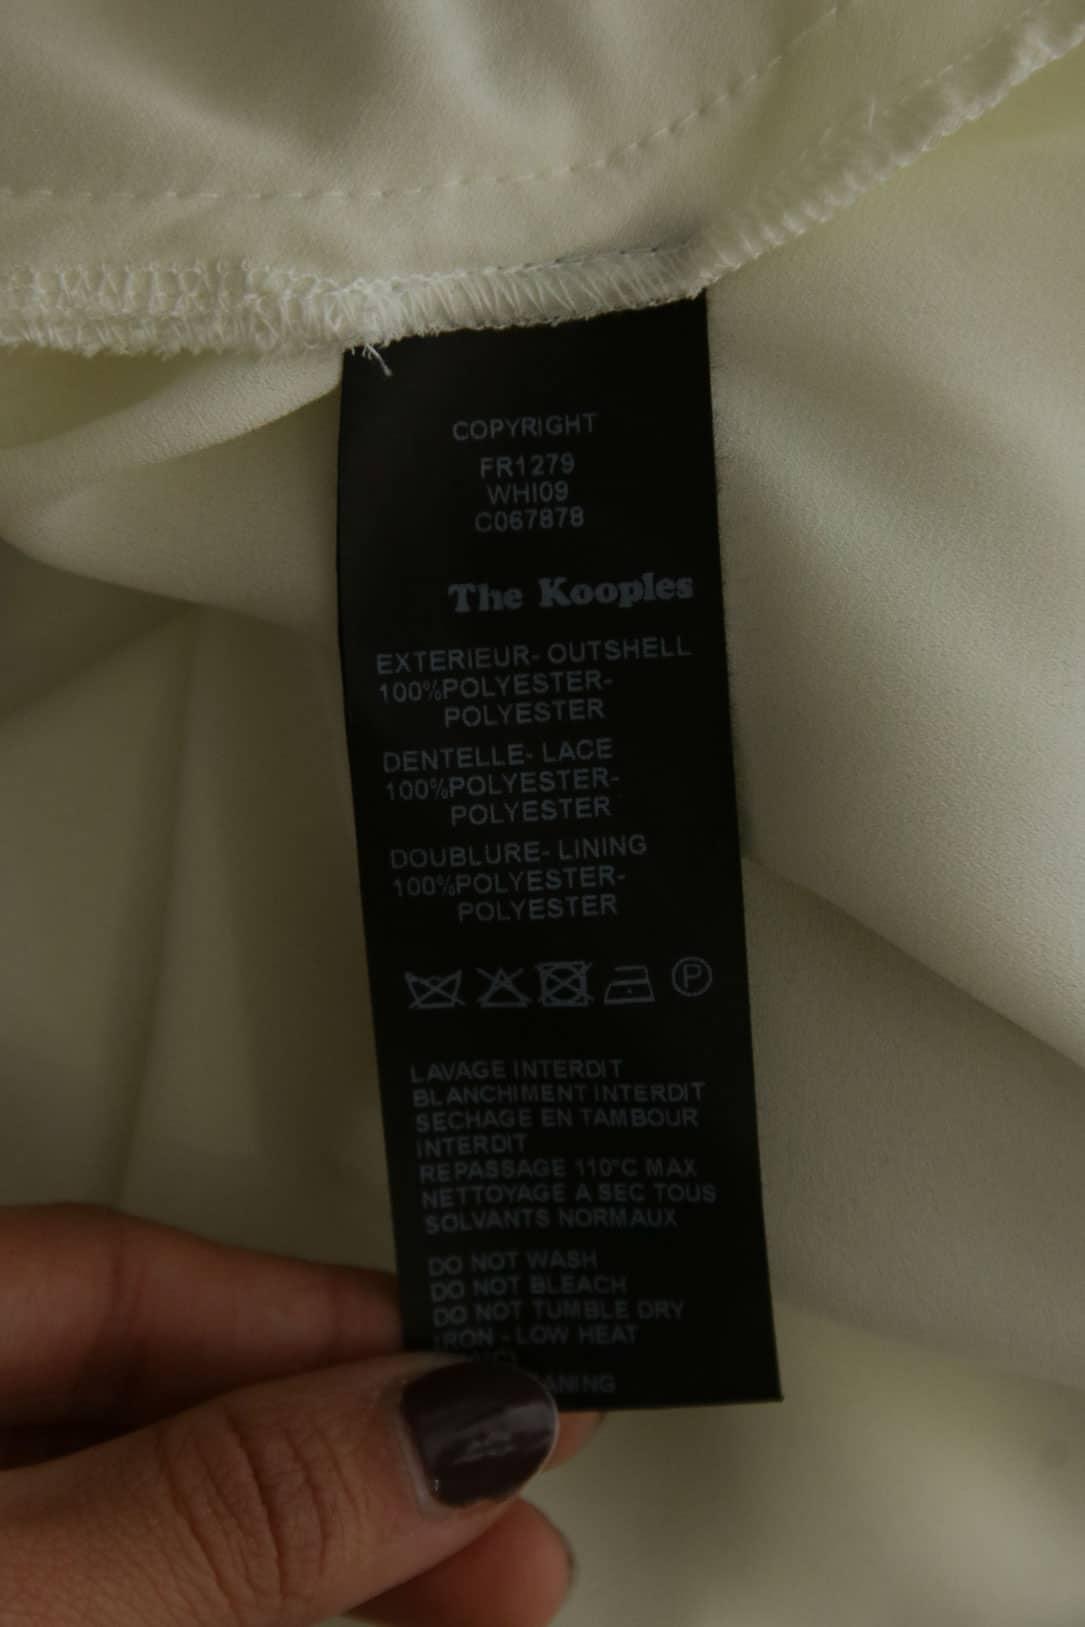 COPYRIGHT
FR1279
WHI09
C067878
The Kooples
EXTERIEUR- OUTSHELL
100%POLYESTER-
POLYESTER
DENTELLE- LACE
100%POLYESTER-
POLYESTER
DOUBLURE- LINING
100%POLYESTER-
POLYESTER
P
LAVAGE INTERDIT
BLANCHIMENT INTERDIT
SECHAGE EN TAMBOUR
INTERDIT
REPASSAGE 110°C MAX
NETTOYAGE A SEC TOUS
SOLVANTS NORMAUX
DO NOT WASH
DO NOT BLEACH
DO NOT TUMBLE DRY
IRON - LOW HEAT